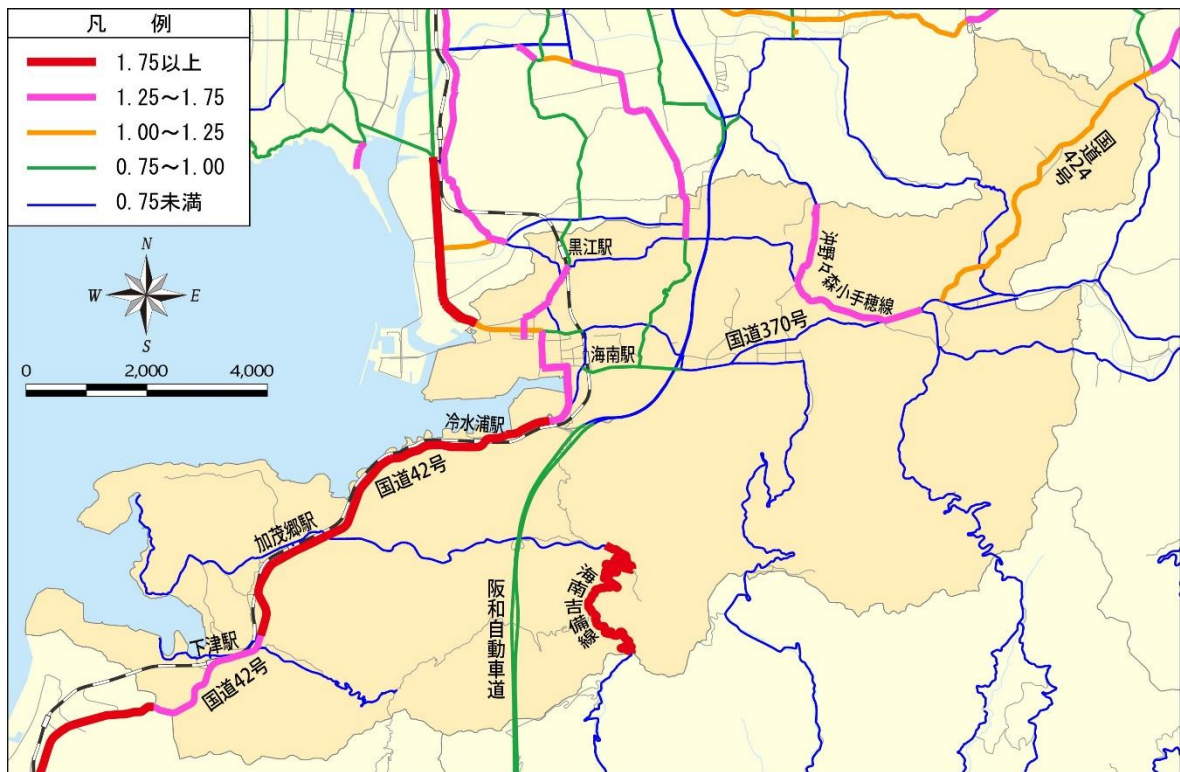 凡　例
1.75以上
1.25～1.75
1.00～1.25
0.75～1.00
0.75未満
N
W E
S
0 2,000 4,000
国道424号
黒江駅
沖野々森小手穂線
国道370号
海南駅
冷水浦駅
国道42号
加茂郷駅
阪和自動車道
海南吉備線
下津駅
国道42号